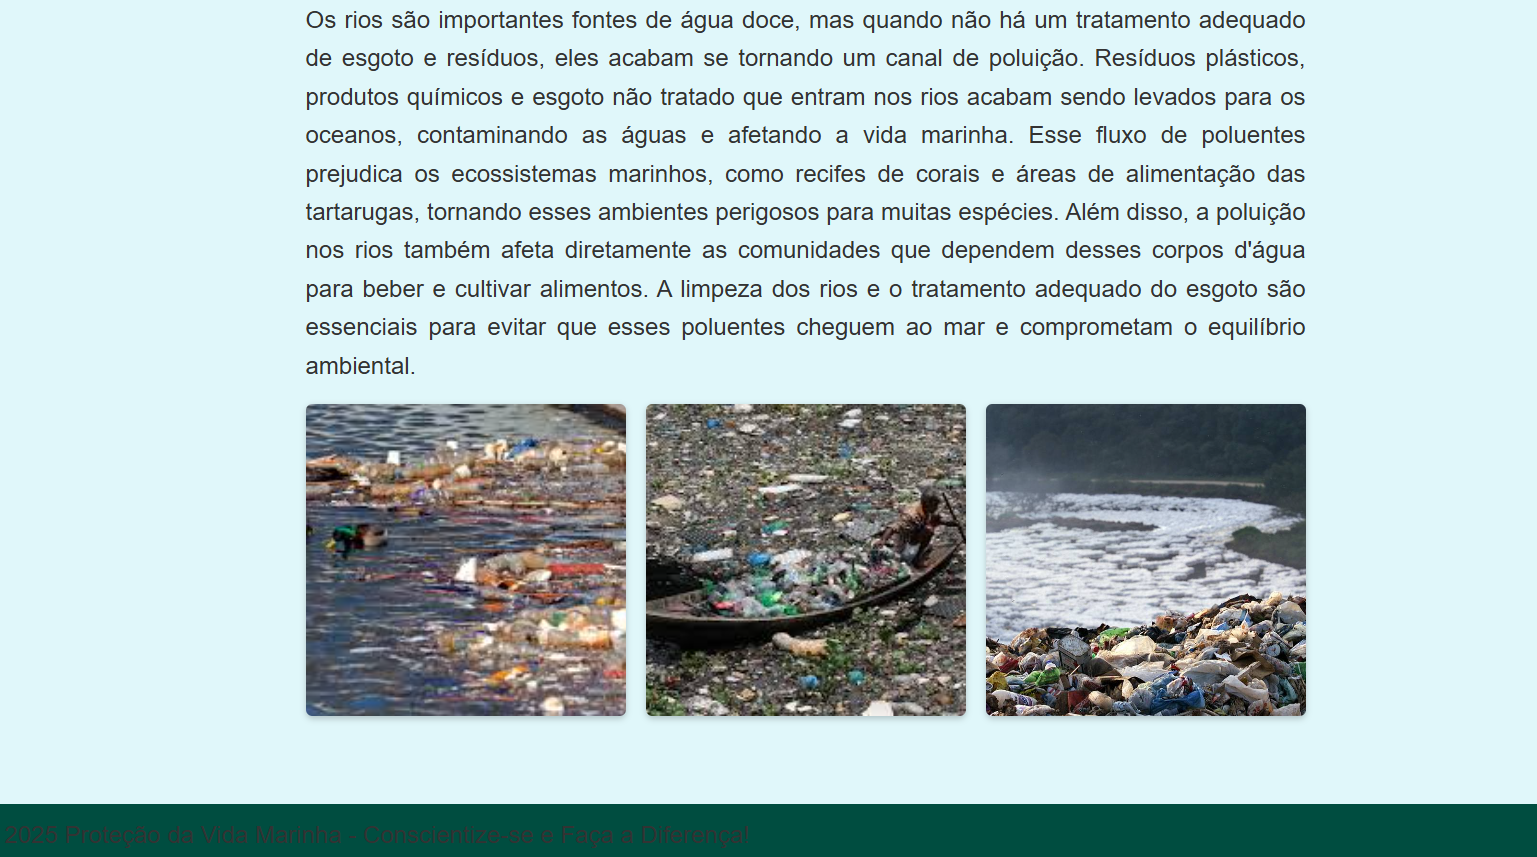 Os rios são importantes fontes de água doce, mas quando não há um tratamento adequado
de esgoto e resíduos, eles acabam se tornando um canal de poluição. Resíduos plásticos,
produtos químicos e esgoto não tratado que entram nos rios acabam sendo levados para os
oceanos, contaminando as águas e afetando a vida marinha. Esse fluxo de poluentes
prejudica os ecossistemas marinhos, como recifes de corais e áreas de alimentação das
tartarugas, tornando esses ambientes perigosos para muitas espécies. Além disso, a poluição
nos rios também afeta diretamente as comunidades que dependem desses corpos d'água
para beber e cultivar alimentos. A limpeza dos rios e o tratamento adequado do esgoto são
essenciais para evitar que esses poluentes cheguem ao mar e comprometam o equilíbrio
ambiental.
2025 Proteção da Vida Marinha - Conscientize-se e Faça a Diferença!